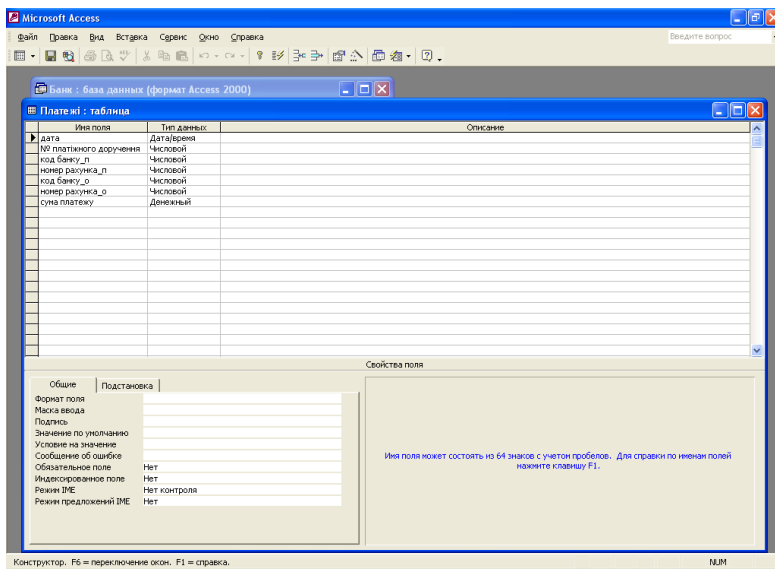 Microsoft Access
Файл Правка Вид Вставка Сервис Окно Справка Введите вопрос
Банк : база данных (формат Access 2000)
Платежі : таблица
Имя поля Тип данных Описание
дата Дата/время
№ платіжного доручення Числовой
код банку_п Числовой
номер рахунка_п Числовой
код банку_о Числовой
номер рахунка_о Числовой
сума платежу Денежный
Свойства поля
Общие Подстановка
Формат поля
Маска ввода
Подпись
Значение по умолчанию
Условие на значение
Сообщение об ошибке
Обязательное поле Нет
Индексированное поле Нет
Режим IME Нет контроля
Режим предложений IME Нет
Имя поля может состоять из 64 знаков с учетом пробелов. Для справки по именам полей
нажмите клавишу F1.
Конструктор. F6 = переключение окон. F1 = справка. NUM